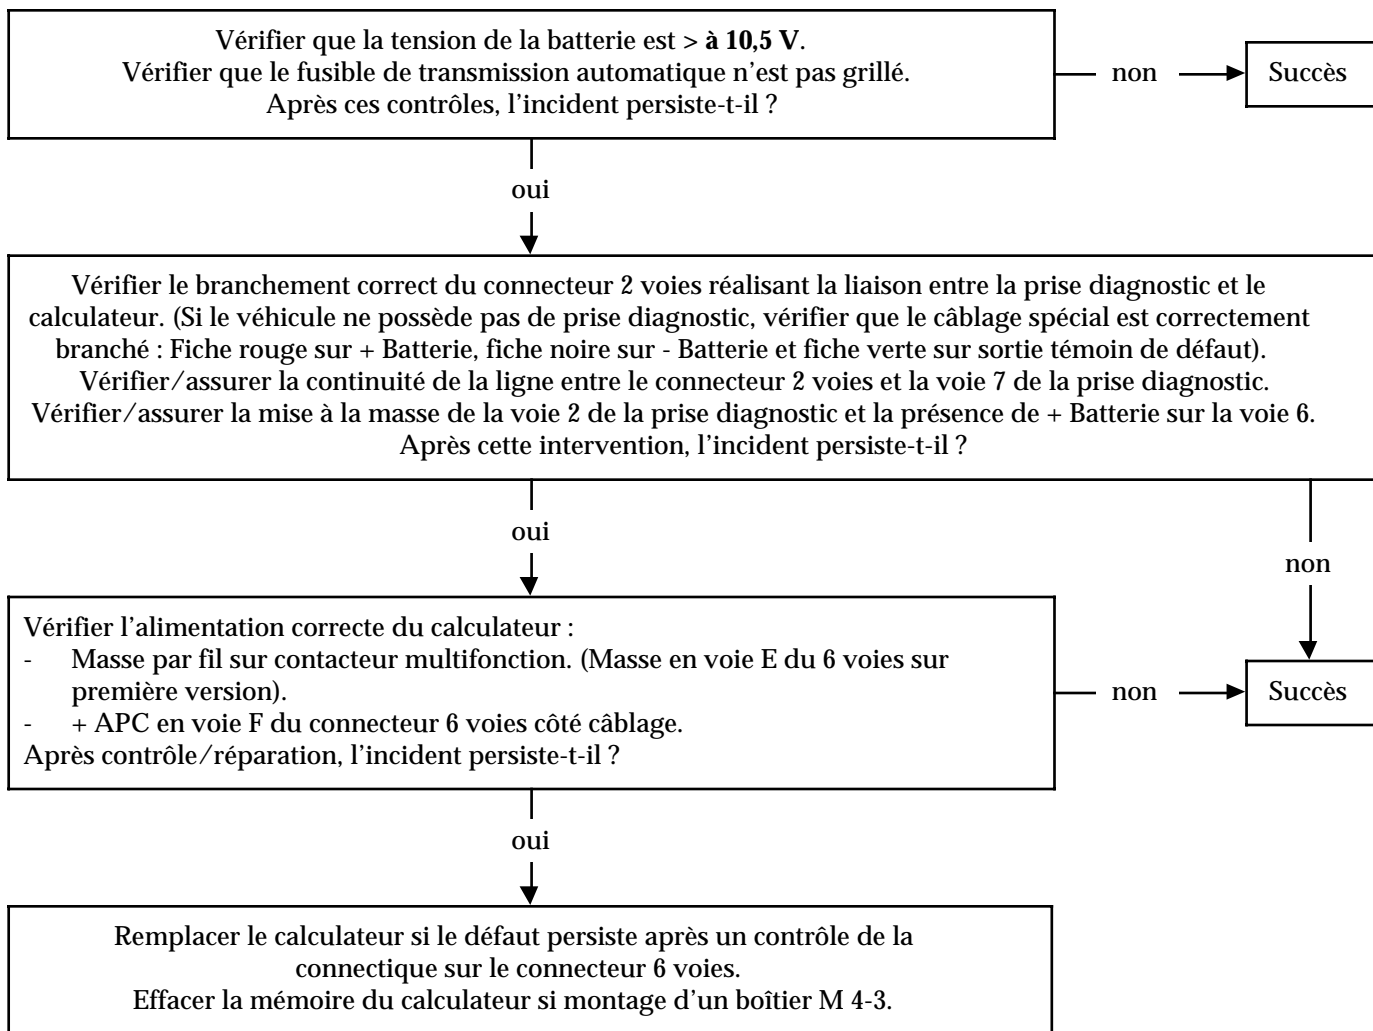 Vérifier que la tension de la batterie est > à 10,5 V.
Vérifier que le fusible de transmission automatique n'est pas grillé.
Après ces contrôles, l'incident persiste-t-il ?
non
Succès
oui
Vérifier le branchement correct du connecteur 2 voies réalisant la liaison entre la prise diagnostic et le
calculateur. (Si le véhicule ne possède pas de prise diagnostic, vérifier que le câblage spécial est correctement
branché : Fiche rouge sur + Batterie, fiche noire sur - Batterie et fiche verte sur sortie témoin de défaut).
Vérifier/assurer la continuité de la ligne entre le connecteur 2 voies et la voie 7 de la prise diagnostic.
Vérifier/assurer la mise à la masse de la voie 2 de la prise diagnostic et la présence de + Batterie sur la voie 6.
Après cette intervention, l'incident persiste-t-il ?
oui
non
Vérifier l'alimentation correcte du calculateur :
- Masse par fil sur contacteur multifonction. (Masse en voie E du 6 voies sur
première version).
- + APC en voie F du connecteur 6 voies côté câblage.
Après contrôle/réparation, l'incident persiste-t-il ?
non
Succès
oui
Remplacer le calculateur si le défaut persiste après un contrôle de la
connectique sur le connecteur 6 voies.
Effacer la mémoire du calculateur si montage d'un boîtier M 4-3.